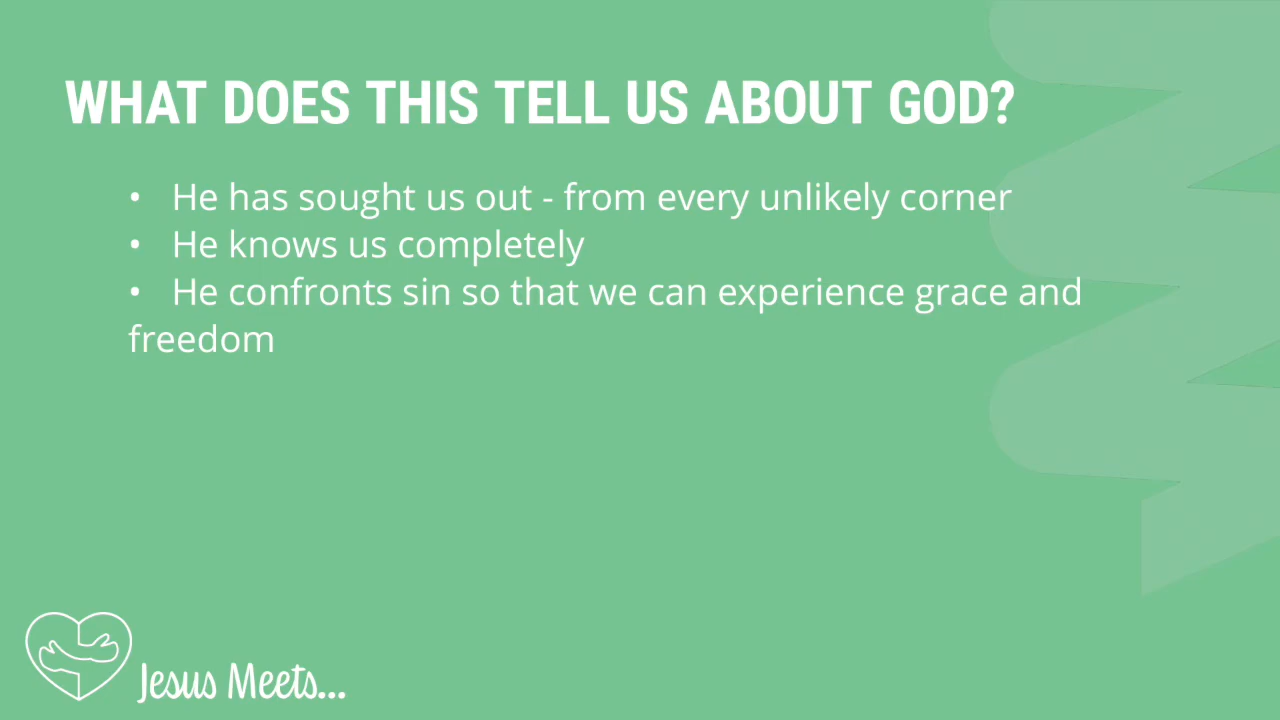 WHAT DOES THIS TELL US ABOUT GOD?
• He has sought us out - from every unlikely corner
• He knows us completely
• He confronts sin so that we can experience grace and
freedom
Jesus Meets...